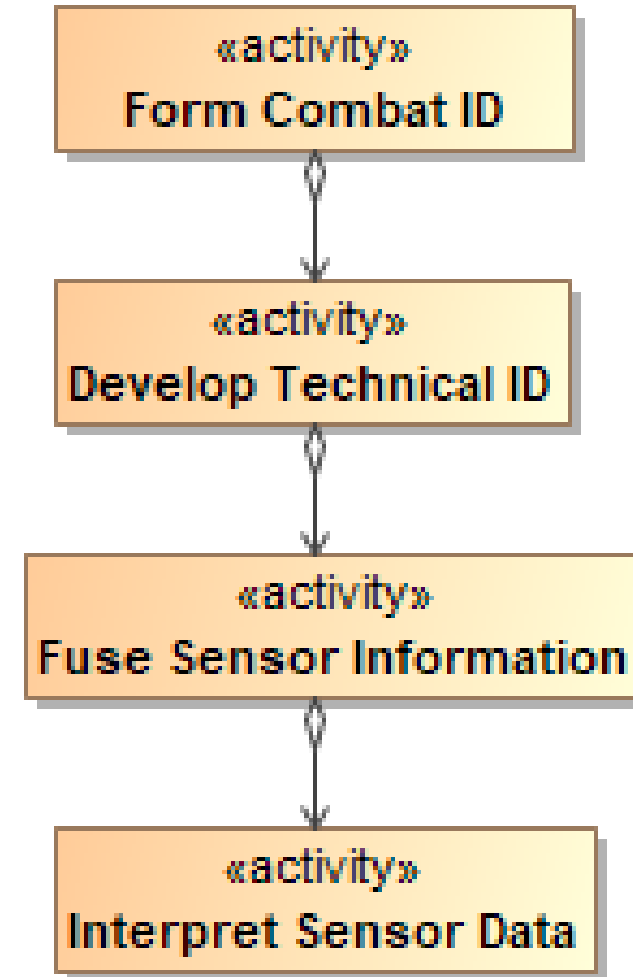 «activity»
Form Combat ID
«activity»
Develop Technical ID
«activity»
Fuse Sensor Information
«activity»
Interpret Sensor Data